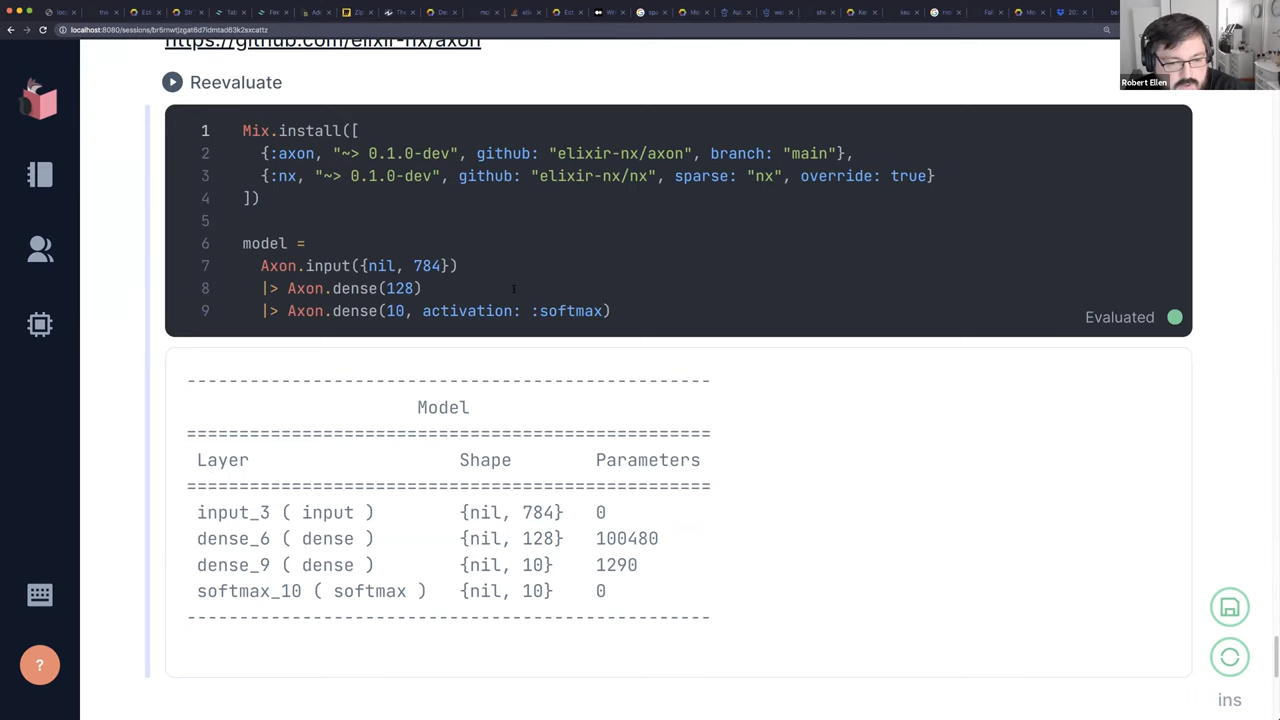 localhost:8080/sessions/br5rnwtjzgat6d7ldmtad63k2sxcattz
Robert Ellen
https://github.com/elixir-nx/axon
Reevaluate
1 Mix.install([
2 {:axon, "~> 0.1.0-dev", github: "elixir-nx/axon", branch: "main"},
3 {:nx, "~> 0.1.0-dev", github: "elixir-nx/nx", sparse: "nx", override: true}
4 ])
5
6 model =
7 Axon.input({nil, 784})
8 |> Axon.dense(128)
9 |> Axon.dense(10, activation: :softmax)
Evaluated
---------------------------------------------------
Model
===================================================
Layer Shape Parameters
===================================================
input_3 ( input ) {nil, 784} 0
dense_6 ( dense ) {nil, 128} 100480
dense_9 ( dense ) {nil, 10} 1290
softmax_10 ( softmax ) {nil, 10} 0
---------------------------------------------------
?
ins